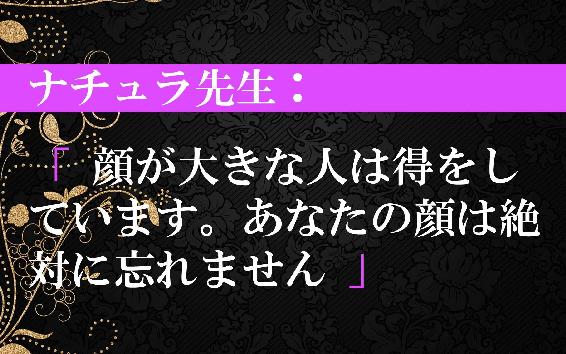 ナチュラ先生：
「 顔が大きな人は得をし
ています。あなたの顔は絶
対に忘れません 」